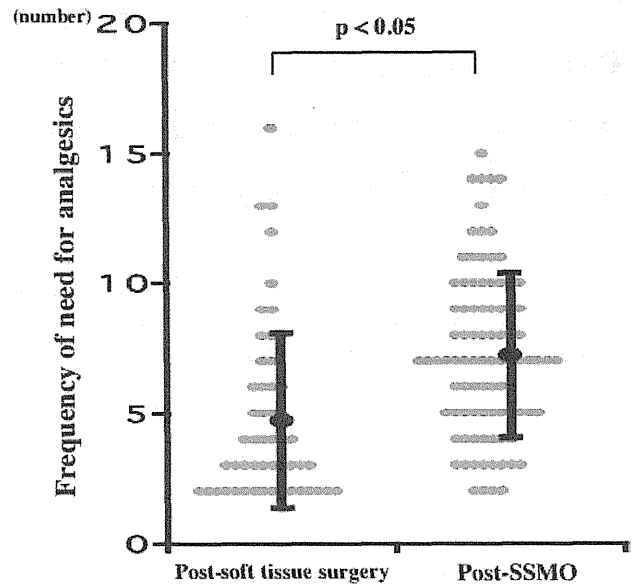 (number)
20
p < 0.05
15
10
5
0
Frequency of need for analgesics
Post-soft tissue surgery
Post-SSMO